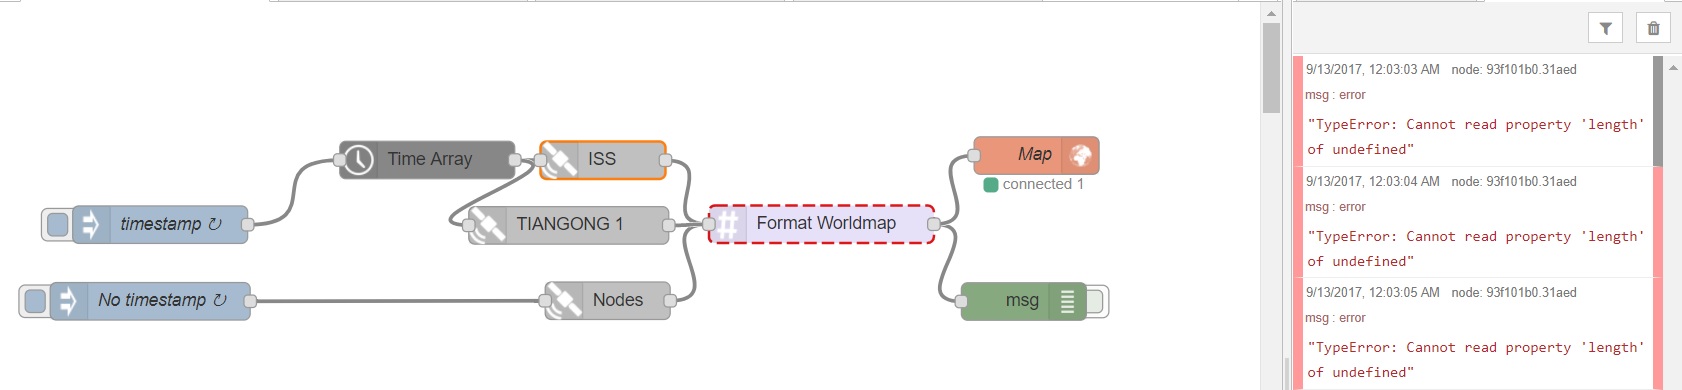 Time Array
ISS
Map
connected 1
timestamp ↻
TIANGONG 1
Format Worldmap
No timestamp ↻
Nodes
msg
9/13/2017, 12:03:03 AM node: 93f101b0.31aed
msg : error
"TypeError: Cannot read property 'length'
of undefined"
9/13/2017, 12:03:04 AM node: 93f101b0.31aed
msg : error
"TypeError: Cannot read property 'length'
of undefined"
9/13/2017, 12:03:05 AM node: 93f101b0.31aed
msg : error
"TypeError: Cannot read property 'length'
of undefined"